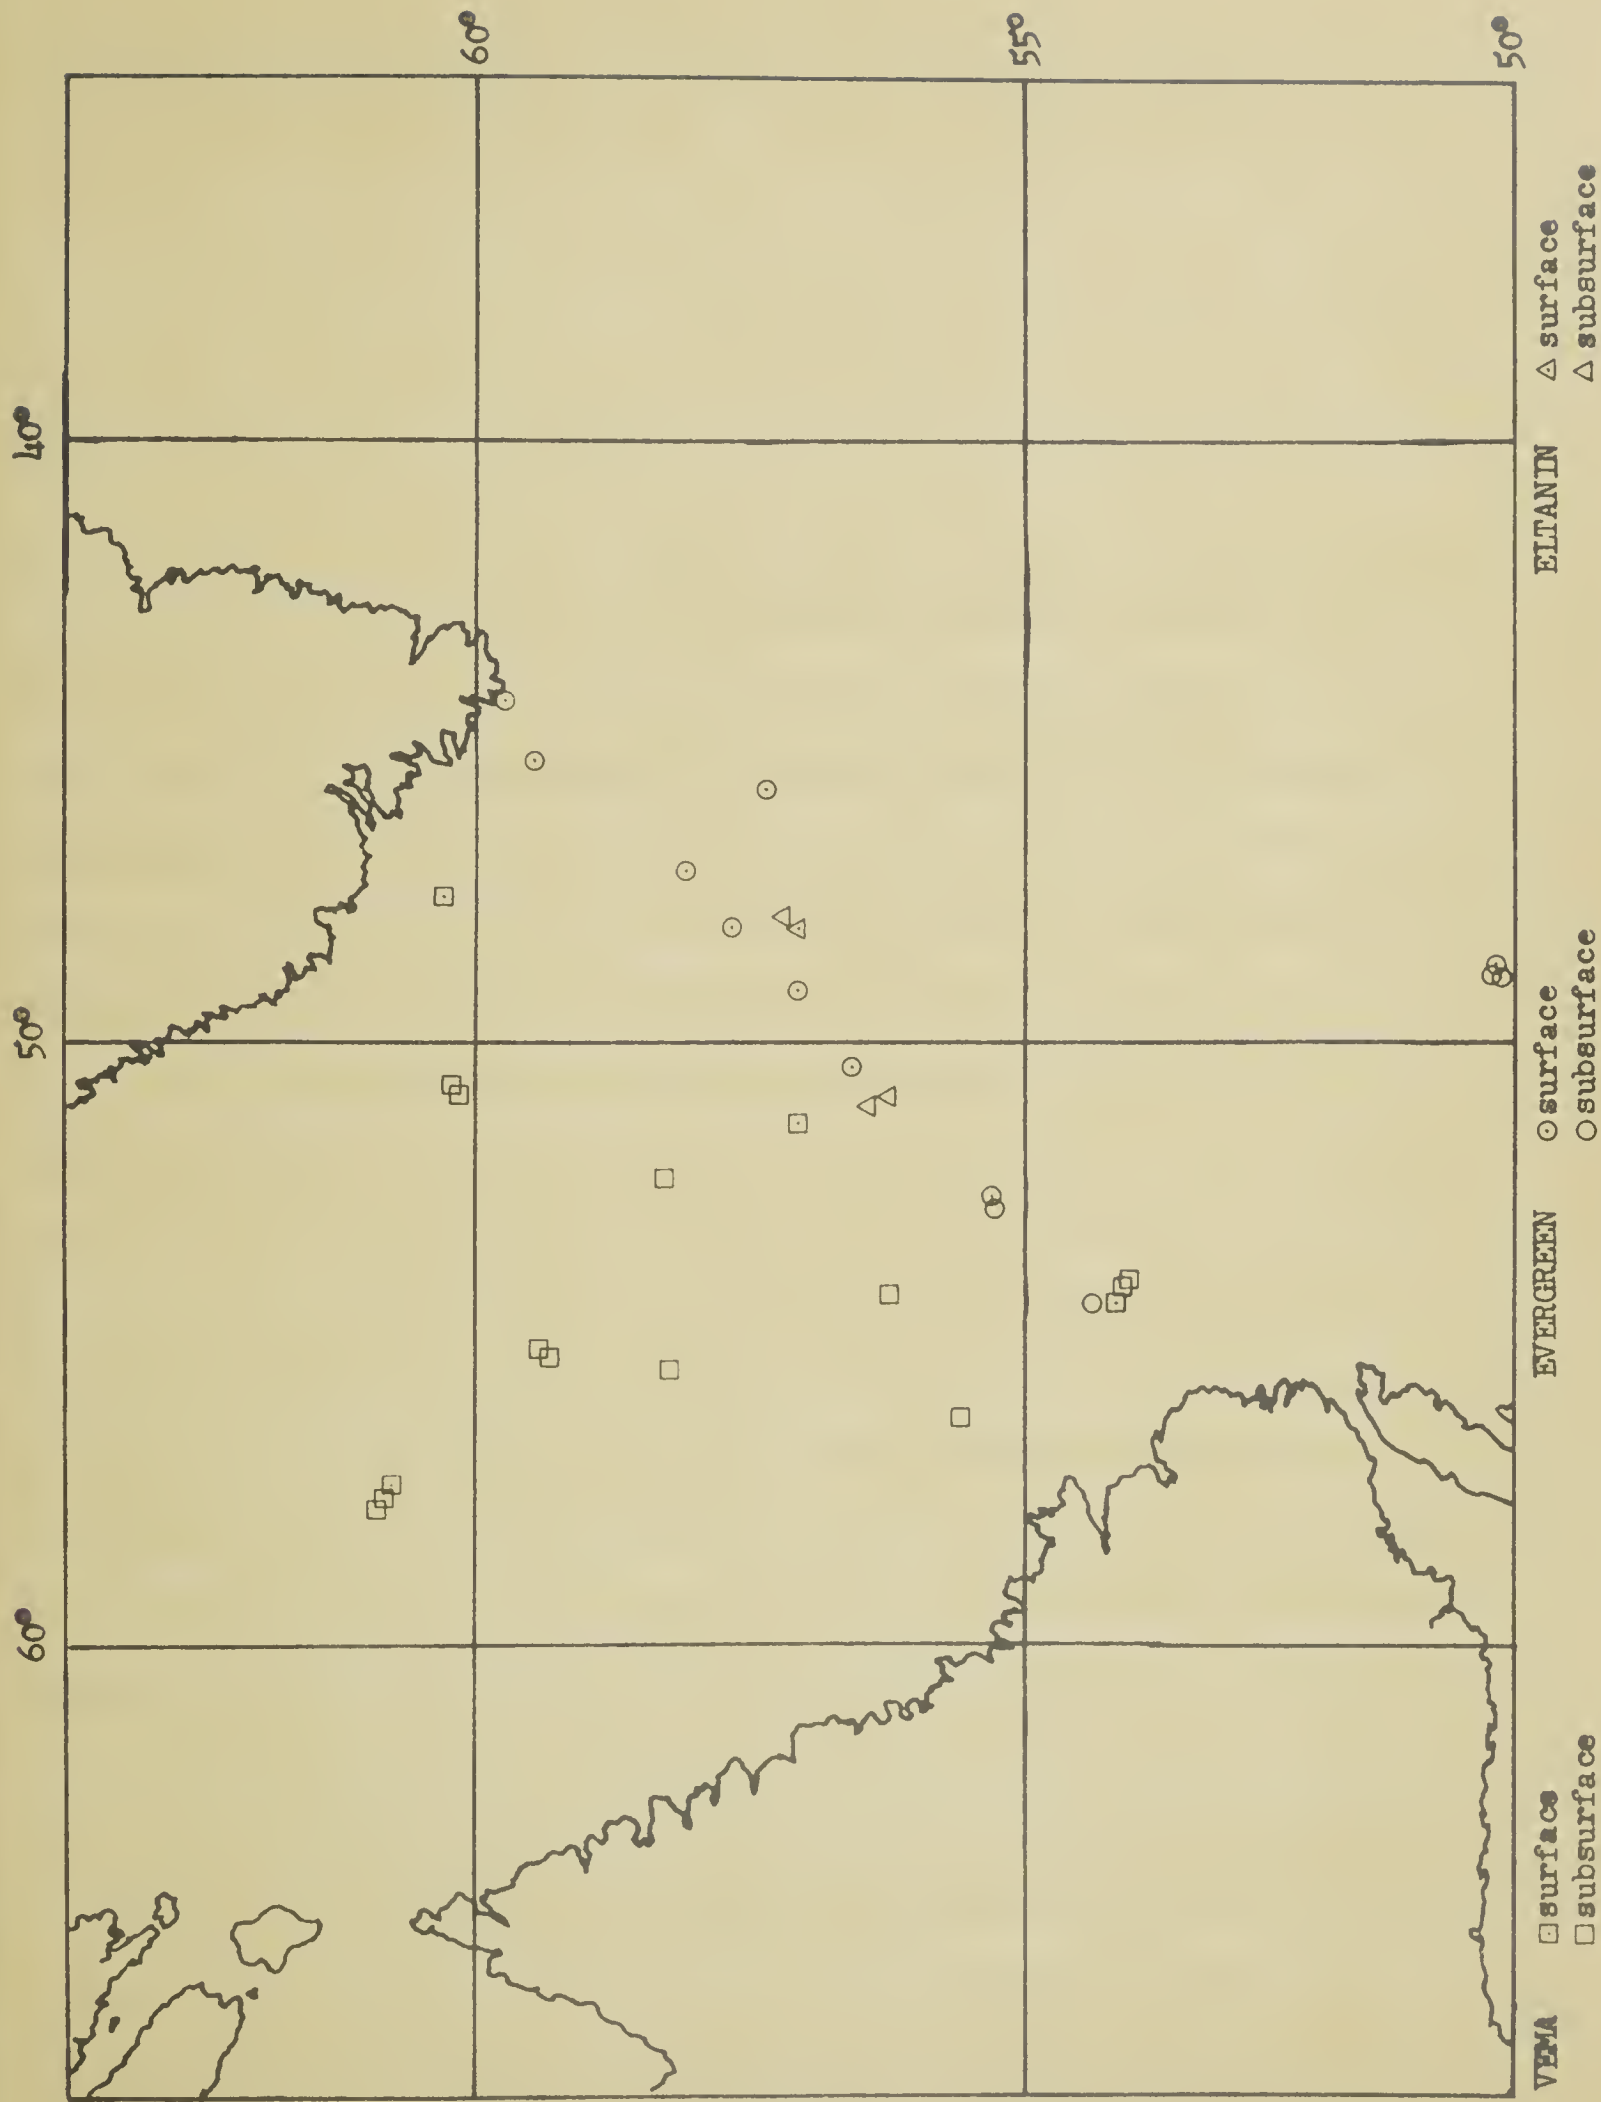 60° 50° 40°
60°
55°
50°
VEMA ⊡ surface EVERGREEN ⊙ surface ELTANIN ◬ surface
□ subsurface ○ subsurface △ subsurface